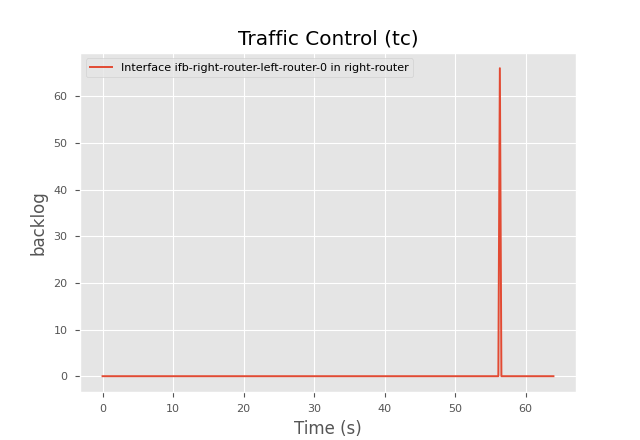 Traffic Control (tc)
Interface ifb-right-router-left-router-0 in right-router
60
50
40
30
20
10
0
backlog
0 10 20 30 40 50 60
Time (s)